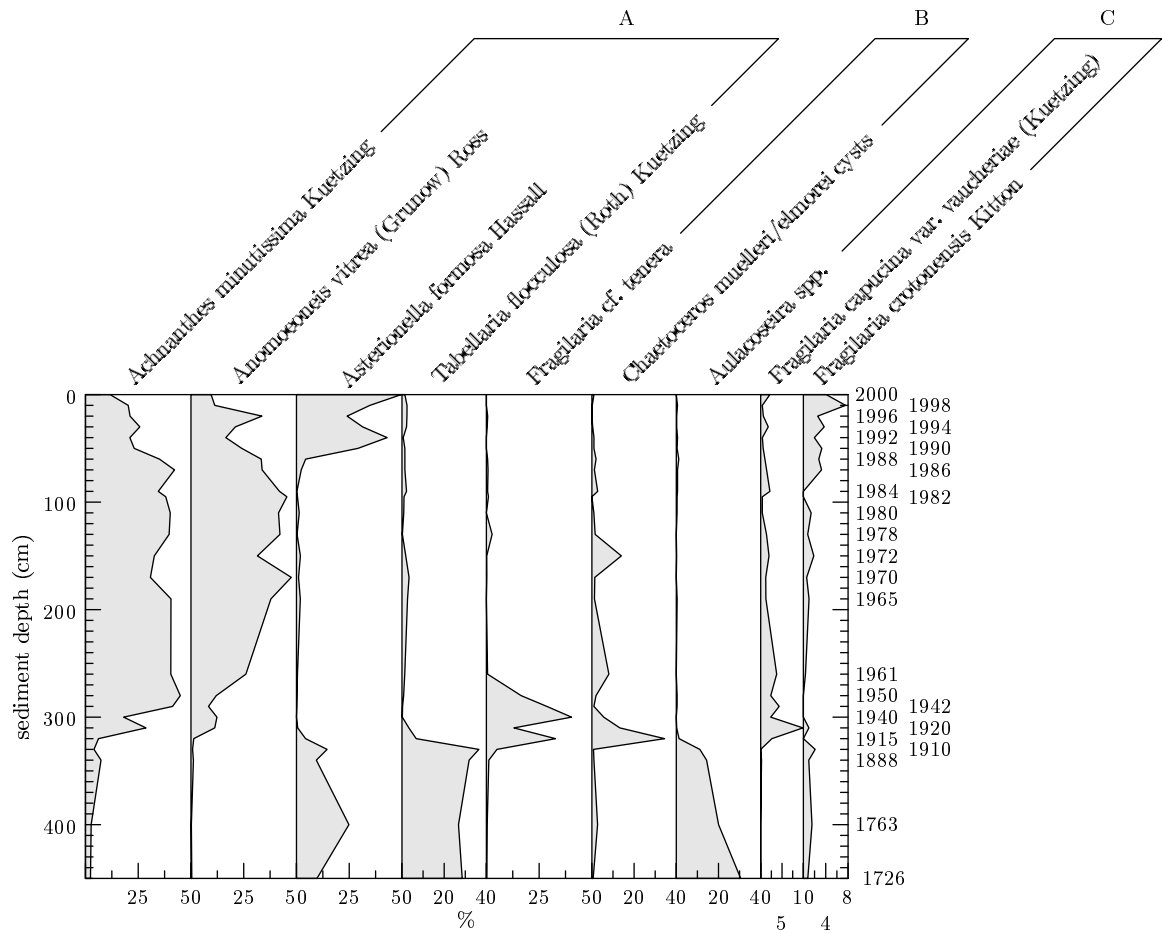 A B C
Achnanthes minutissima Kuetzing
Anomoeoneis vitrea (Grunow) Ross
Asterionella formosa Hassall
Tabellaria flocculosa (Roth) Kuetzing
Fragilaria cf. tenera
Chaetoceros muelleri/elmorei cysts
Aulacoseira spp.
Fragilaria capucina var. vaucheriae (Kuetzing)
Fragilaria crotonensis Kitton
sediment depth (cm)
0
100
200
300
400
2000
1998
1996
1994
1992
1990
1988
1986
1984
1982
1980
1978
1972
1970
1965
1961
1950
1942
1940
1920
1915
1910
1888
1763
1726
25 50 25 50 25 50 20 40 25 50 20 40 20 40 10 8
5 4
%